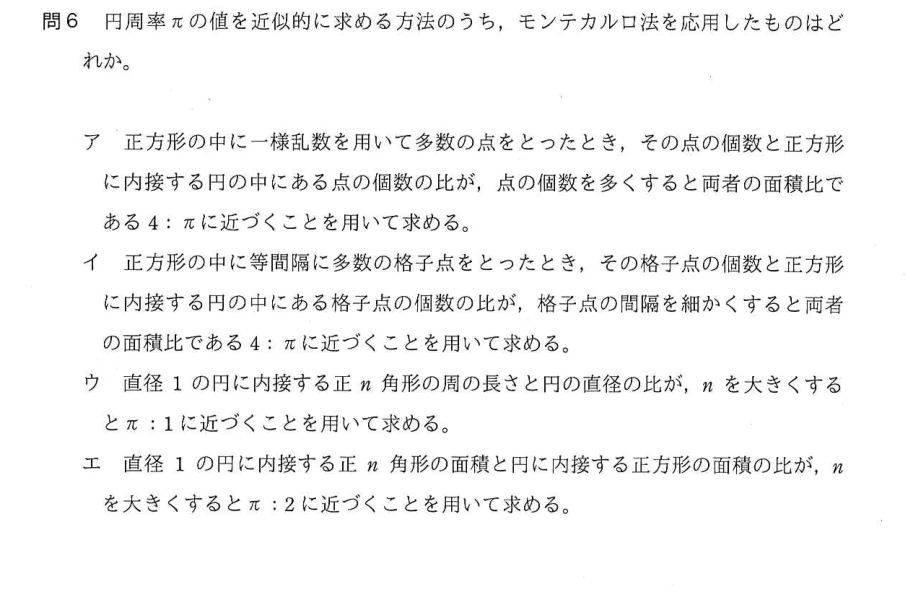 問6 円周率πの値を近似的に求める方法のうち，モンテカルロ法を応用したものはど
れか。
ア 正方形の中に一様乱数を用いて多数の点をとったとき，その点の個数と正方形
に内接する円の中にある点の個数の比が，点の個数を多くすると両者の面積比で
ある4：πに近づくことを用いて求める。
イ 正方形の中に等間隔に多数の格子点をとったとき，その格子点の個数と正方形
に内接する円の中にある格子点の個数の比が，格子点の間隔を細かくすると両者
の面積比である4：πに近づくことを用いて求める。
ウ 直径1の円に内接する正n角形の周の長さと円の直径の比が，nを大きくする
とπ：1に近づくことを用いて求める。
エ 直径1の円に内接する正n角形の面積と円に内接する正方形の面積の比が，n
を大きくするとπ：2に近づくことを用いて求める。